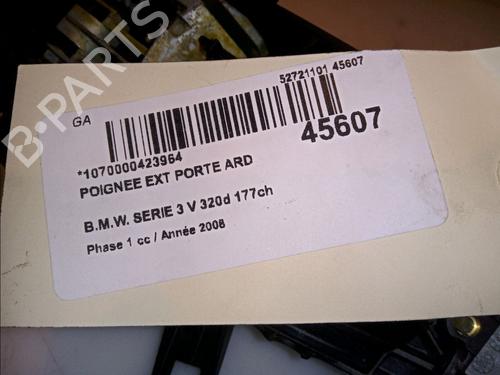 B-PARTS
GA
52721101 45607
45607
*1070000423964
POIGNEE EXT PORTE ARD
B.M.W. SERIE 3 V 320d 177ch
Phase 1 cc / Année 2008